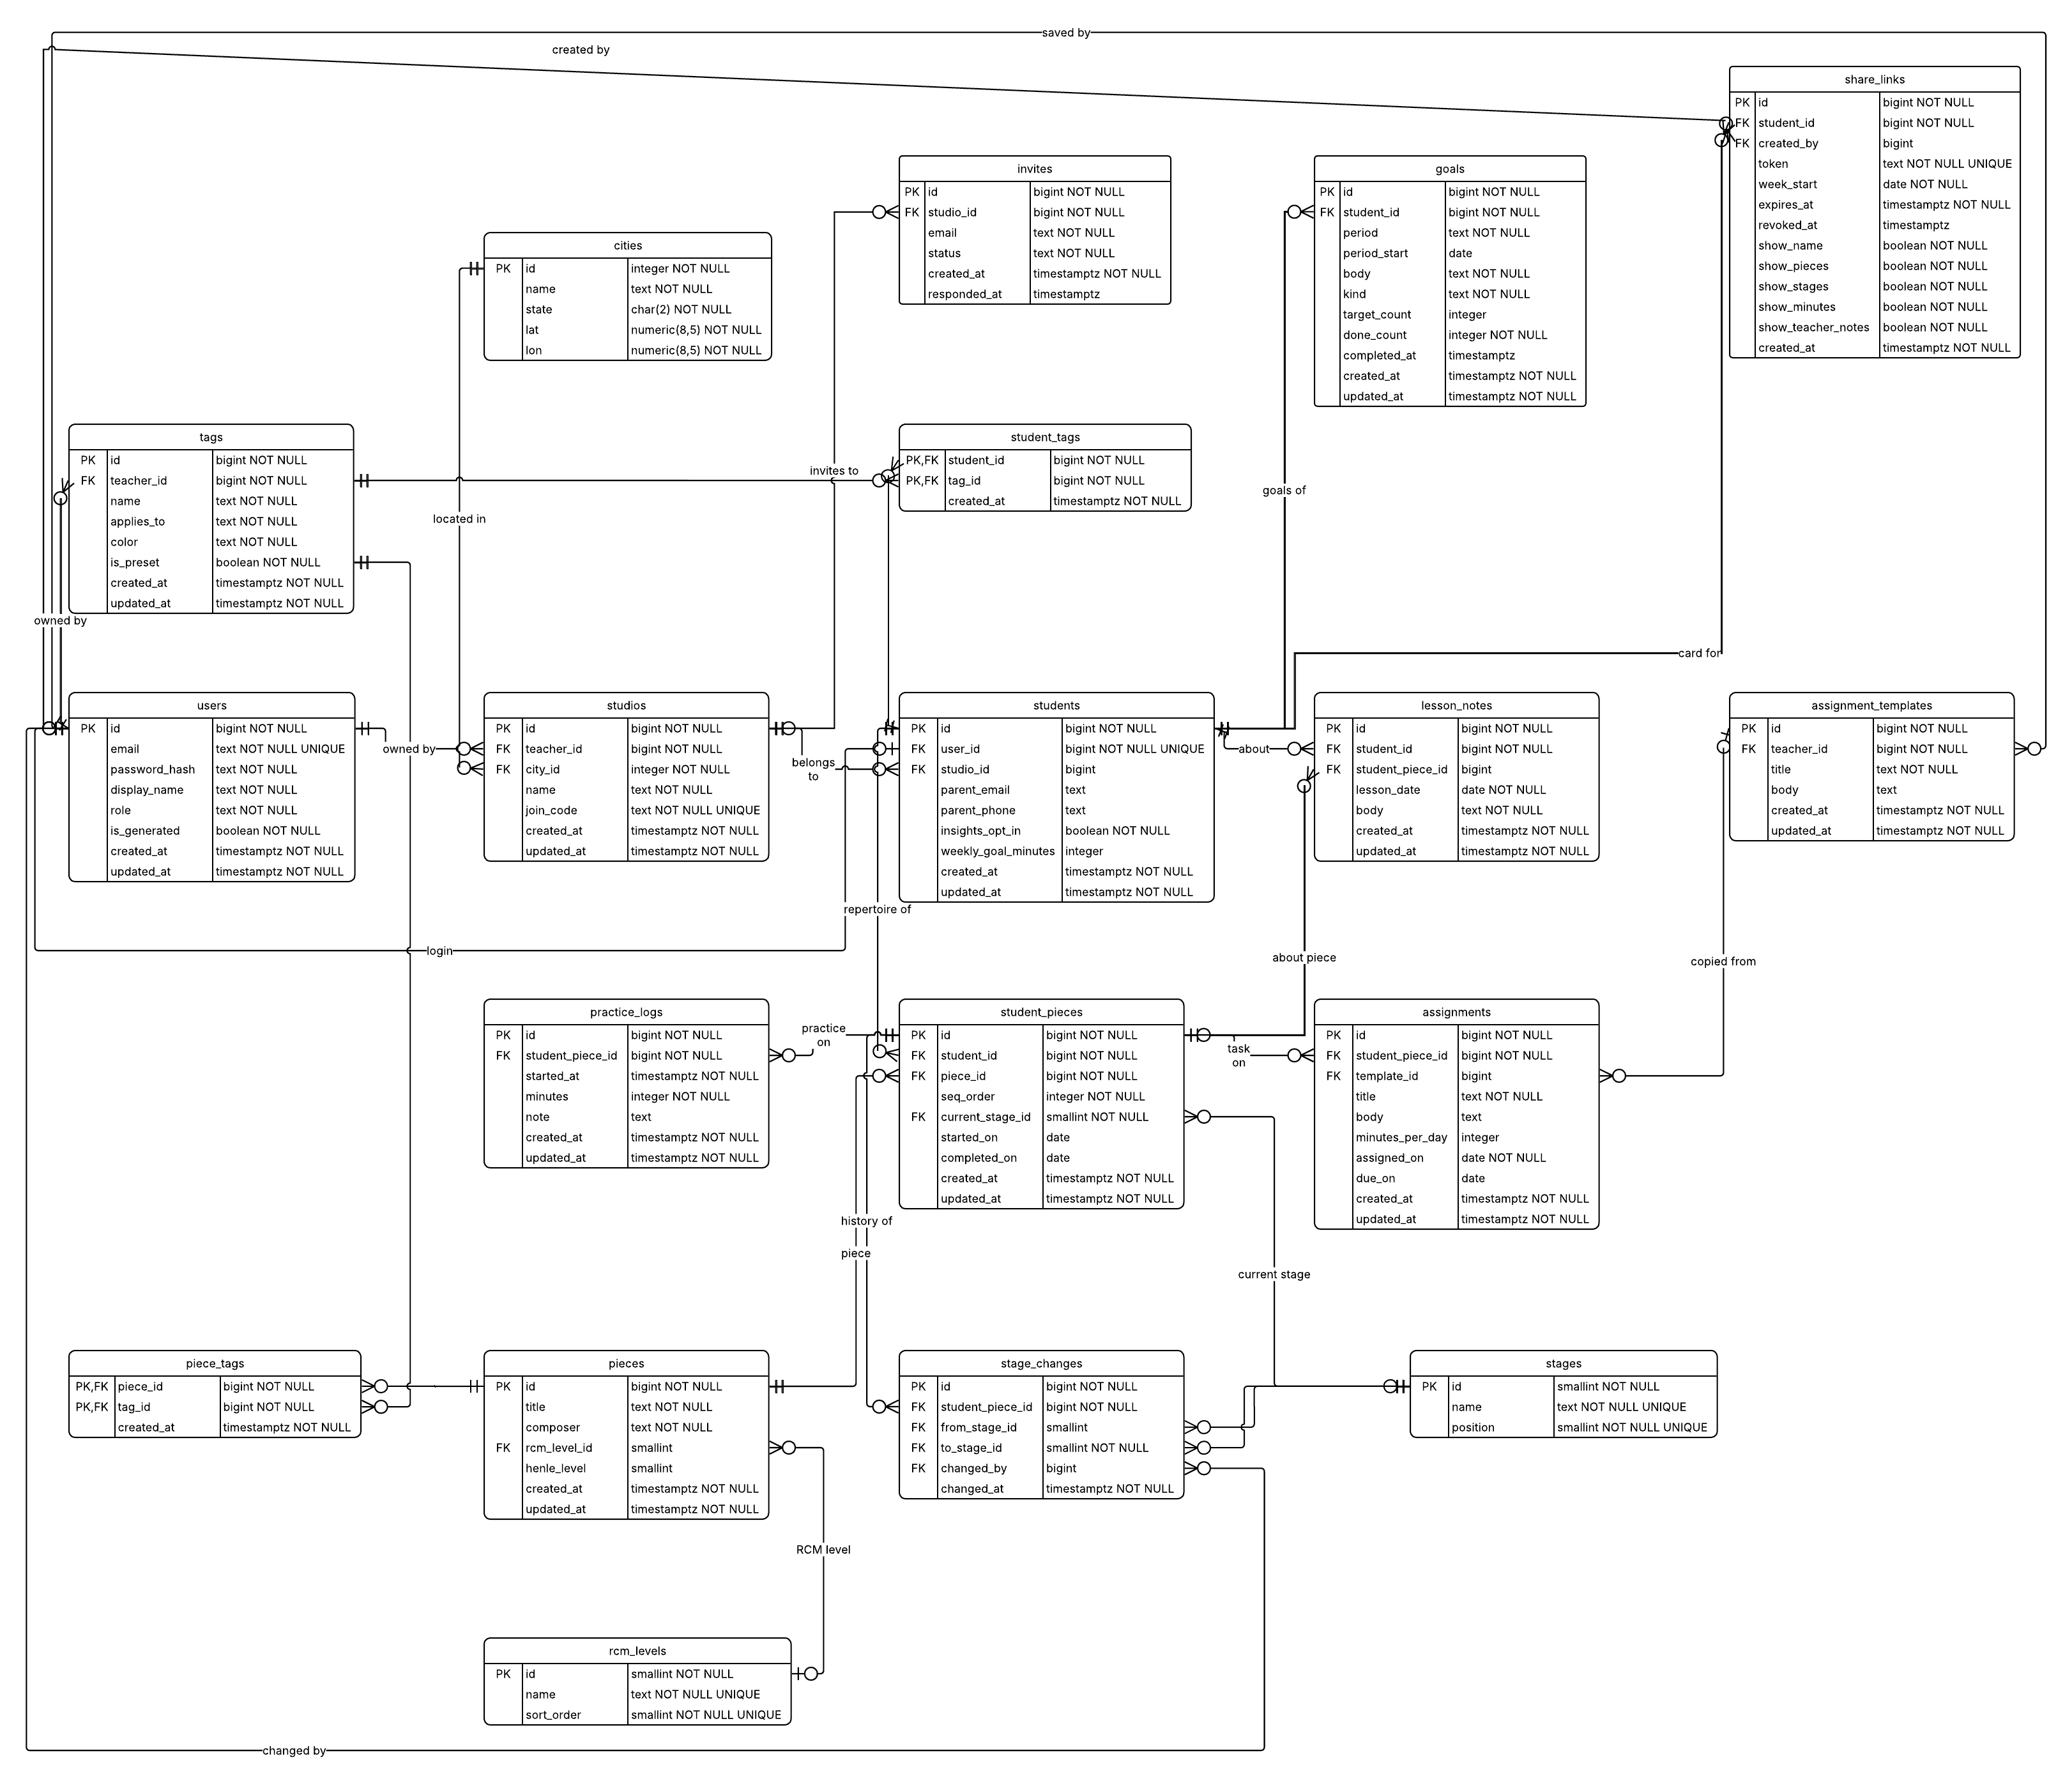 saved by
created by
share_links
PK id bigint NOT NULL
FK student_id bigint NOT NULL
FK created_by bigint
token text NOT NULL UNIQUE
week_start date NOT NULL
expires_at timestamptz NOT NULL
revoked_at timestamptz
show_name boolean NOT NULL
show_pieces boolean NOT NULL
show_stages boolean NOT NULL
show_minutes boolean NOT NULL
show_teacher_notes boolean NOT NULL
created_at timestamptz NOT NULL
invites
PK id bigint NOT NULL
FK studio_id bigint NOT NULL
email text NOT NULL
status text NOT NULL
created_at timestamptz NOT NULL
responded_at timestamptz
goals
PK id bigint NOT NULL
FK student_id bigint NOT NULL
period text NOT NULL
period_start date
body text NOT NULL
kind text NOT NULL
target_count integer
done_count integer NOT NULL
completed_at timestamptz
created_at timestamptz NOT NULL
updated_at timestamptz NOT NULL
cities
PK id integer NOT NULL
name text NOT NULL
state char(2) NOT NULL
lat numeric(8,5) NOT NULL
lon numeric(8,5) NOT NULL
tags
PK id bigint NOT NULL
FK teacher_id bigint NOT NULL
name text NOT NULL
applies_to text NOT NULL
color text NOT NULL
is_preset boolean NOT NULL
created_at timestamptz NOT NULL
updated_at timestamptz NOT NULL
student_tags
PK,FK student_id bigint NOT NULL
PK,FK tag_id bigint NOT NULL
created_at timestamptz NOT NULL
invites to
goals of
located in
owned by
card for
users
PK id bigint NOT NULL
email text NOT NULL UNIQUE
password_hash text NOT NULL
display_name text NOT NULL
role text NOT NULL
is_generated boolean NOT NULL
created_at timestamptz NOT NULL
updated_at timestamptz NOT NULL
owned by
studios
PK id bigint NOT NULL
FK teacher_id bigint NOT NULL
FK city_id integer NOT NULL
name text NOT NULL
join_code text NOT NULL UNIQUE
created_at timestamptz NOT NULL
updated_at timestamptz NOT NULL
belongs
to
students
PK id bigint NOT NULL
FK user_id bigint NOT NULL UNIQUE
FK studio_id bigint
parent_email text
parent_phone text
insights_opt_in boolean NOT NULL
weekly_goal_minutes integer
created_at timestamptz NOT NULL
updated_at timestamptz NOT NULL
about
lesson_notes
PK id bigint NOT NULL
FK student_id bigint NOT NULL
FK student_piece_id bigint
lesson_date date NOT NULL
body text NOT NULL
created_at timestamptz NOT NULL
updated_at timestamptz NOT NULL
assignment_templates
PK id bigint NOT NULL
FK teacher_id bigint NOT NULL
title text NOT NULL
body text
created_at timestamptz NOT NULL
updated_at timestamptz NOT NULL
repertoire of
login
about piece
copied from
practice_logs
PK id bigint NOT NULL
FK student_piece_id bigint NOT NULL
started_at timestamptz NOT NULL
minutes integer NOT NULL
note text
created_at timestamptz NOT NULL
updated_at timestamptz NOT NULL
practice
on
student_pieces
PK id bigint NOT NULL
FK student_id bigint NOT NULL
FK piece_id bigint NOT NULL
seq_order integer NOT NULL
FK current_stage_id smallint NOT NULL
started_on date
completed_on date
created_at timestamptz NOT NULL
updated_at timestamptz NOT NULL
task
on
assignments
PK id bigint NOT NULL
FK student_piece_id bigint NOT NULL
FK template_id bigint
title text NOT NULL
body text
minutes_per_day integer
assigned_on date NOT NULL
due_on date
created_at timestamptz NOT NULL
updated_at timestamptz NOT NULL
history of
piece
current stage
piece_tags
PK,FK piece_id bigint NOT NULL
PK,FK tag_id bigint NOT NULL
created_at timestamptz NOT NULL
pieces
PK id bigint NOT NULL
title text NOT NULL
composer text NOT NULL
FK rcm_level_id smallint
henle_level smallint
created_at timestamptz NOT NULL
updated_at timestamptz NOT NULL
stage_changes
PK id bigint NOT NULL
FK student_piece_id bigint NOT NULL
FK from_stage_id smallint
FK to_stage_id smallint NOT NULL
FK changed_by bigint
changed_at timestamptz NOT NULL
stages
PK id smallint NOT NULL
name text NOT NULL UNIQUE
position smallint NOT NULL UNIQUE
RCM level
rcm_levels
PK id smallint NOT NULL
name text NOT NULL UNIQUE
sort_order smallint NOT NULL UNIQUE
changed by